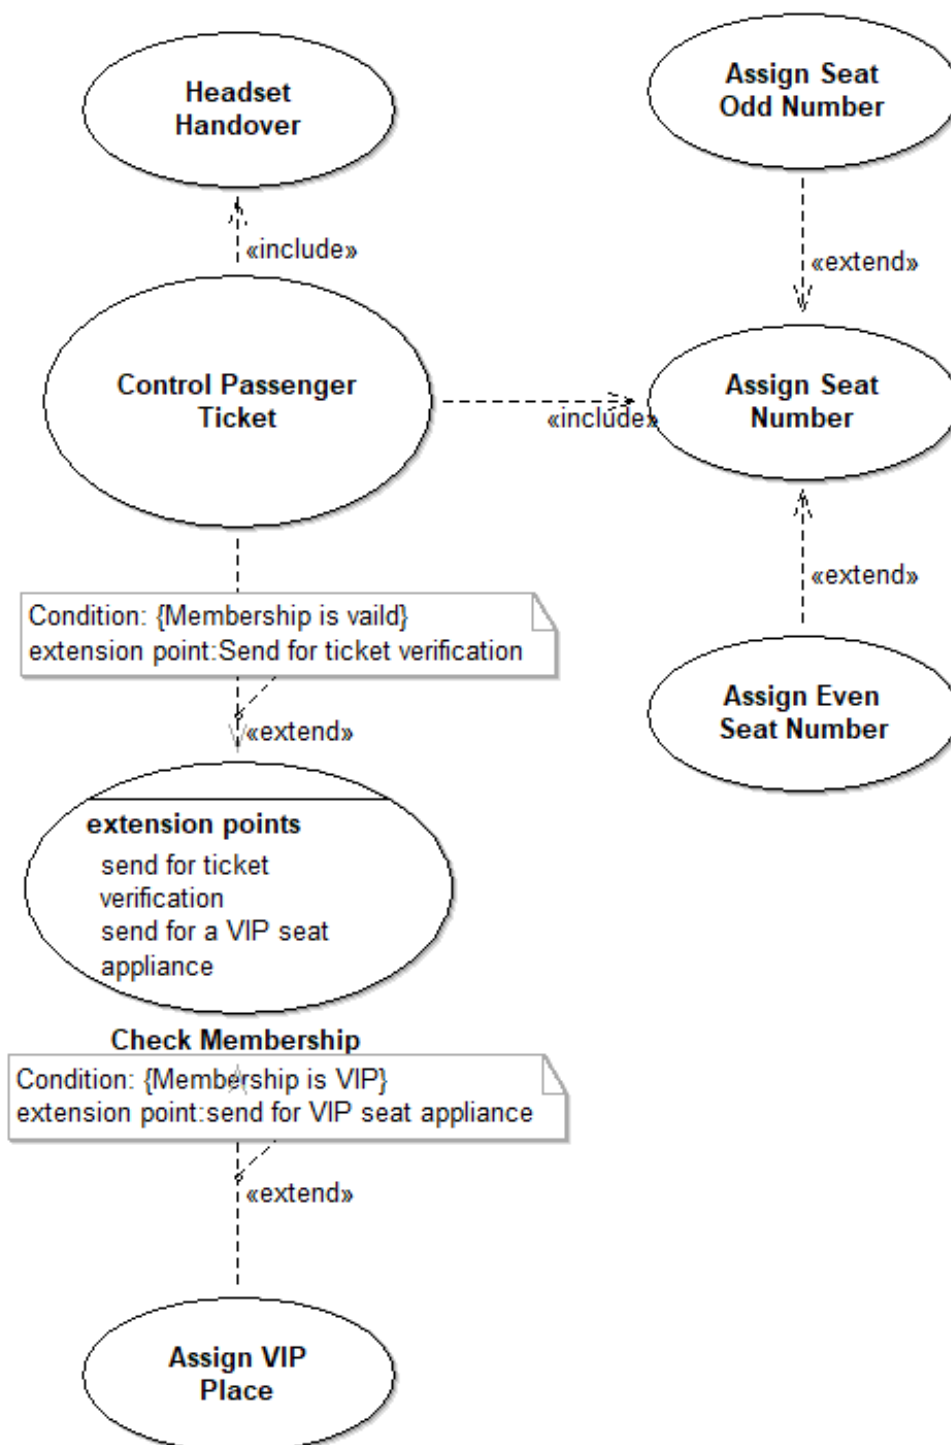 Headset
Handover
Assign Seat
Odd Number
«include»
«extend»
Control Passenger
Ticket
«include»
Assign Seat
Number
«extend»
Condition: {Membership is vaild}
extension point:Send for ticket verification
«extend»
Assign Even
Seat Number
extension points
send for ticket
verification
send for a VIP seat
appliance
Check Membership
Condition: {Membership is VIP}
extension point:send for VIP seat appliance
«extend»
Assign VIP
Place